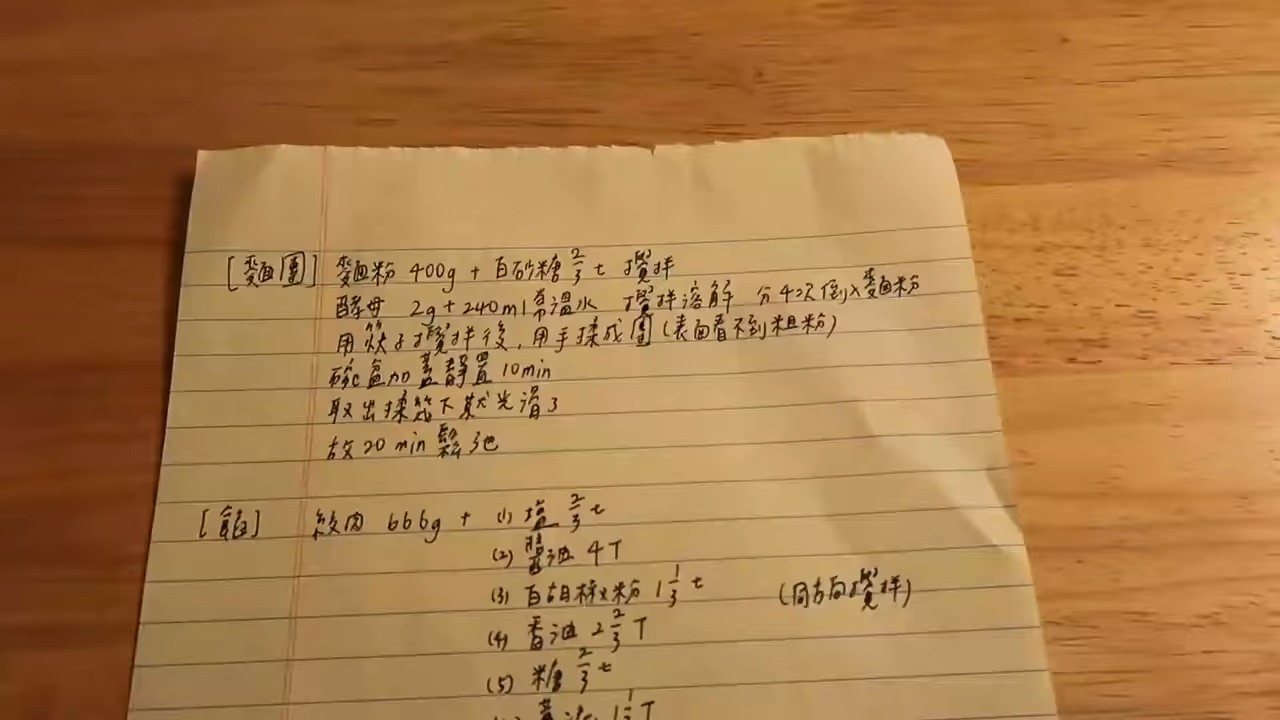 [麵團] 麵粉 400g + 白砂糖 2/3 t 攪拌
酵母 2g + 240ml 常溫水 攪拌溶解 分4次倒入麵粉
用筷子攪拌後,用手揉成團(表面看不到粗粉)
碗盆加蓋靜置 10min
取出揉幾下就光滑了
放 20 min 鬆弛
[餡] 絞肉 666g + (1) 塩 2/3 t
(2) 醬油 4T
(3) 白胡椒粉 1 1/3 t (同方向攪拌)
(4) 香油 2 2/3 T
(5) 糖 2/3 t